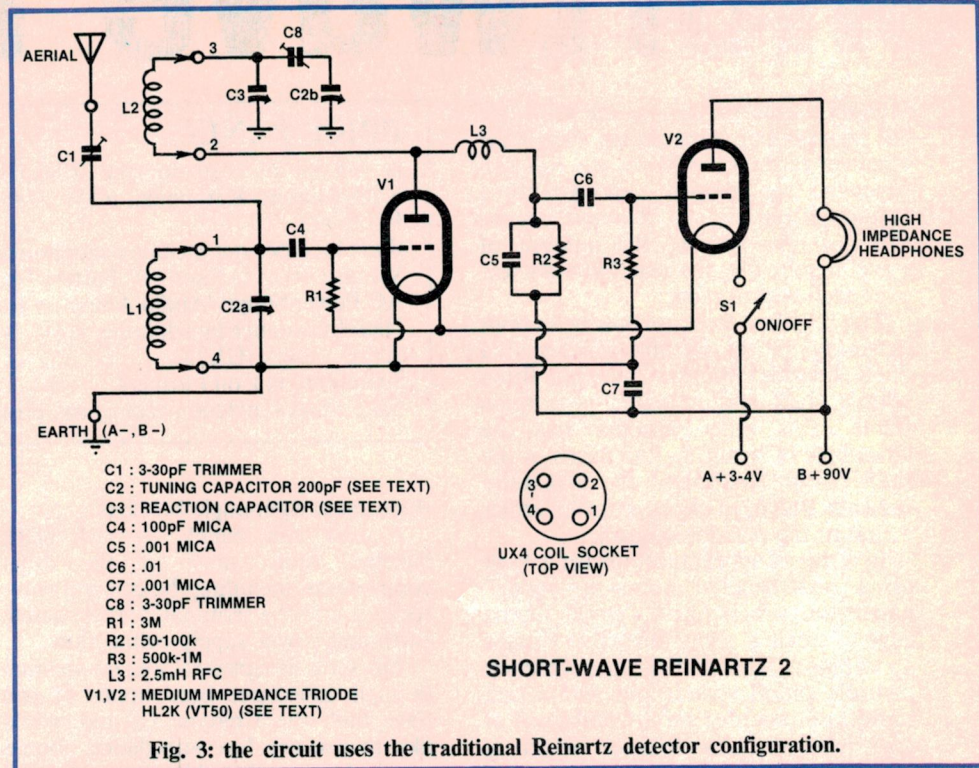 AERIAL
C1
L2
3
C8
C3
C2b
2
L3
V1
V2
C6
C5
R2
R3
HIGH
IMPEDANCE
HEADPHONES
1
C4
L1
C2a
R1
4
S1
ON/OFF
C7
EARTH (A-, B-)
A+3-4V
B+90V
C1 : 3-30pF TRIMMER
C2 : TUNING CAPACITOR 200pF (SEE TEXT)
C3 : REACTION CAPACITOR (SEE TEXT)
C4 : 100pF MICA
C5 : .001 MICA
C6 : .01
C7 : .001 MICA
C8 : 3-30pF TRIMMER
R1 : 3M
R2 : 50-100k
R3 : 500k-1M
L3 : 2.5mH RFC
V1,V2 : MEDIUM IMPEDANCE TRIODE
HL2K (VT50) (SEE TEXT)
3 2
4 1
UX4 COIL SOCKET
(TOP VIEW)
SHORT-WAVE REINARTZ 2
Fig. 3: the circuit uses the traditional Reinartz detector configuration.